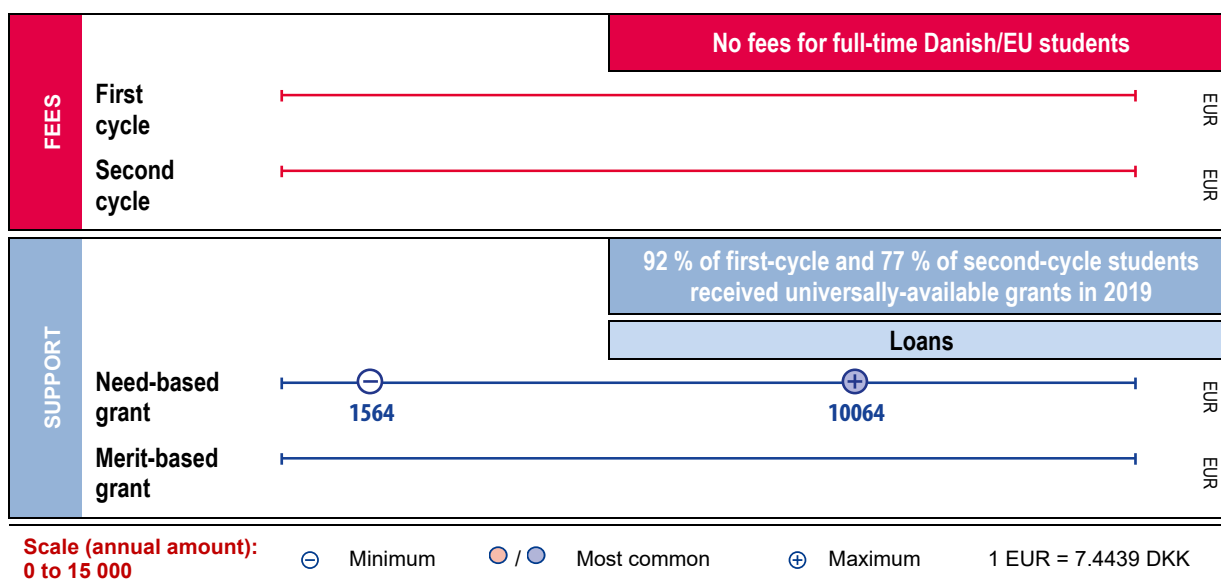 No fees for full-time Danish/EU students
FEES
First
cycle
EUR
Second
cycle
EUR
92 % of first-cycle and 77 % of second-cycle students
received universally-available grants in 2019
Loans
SUPPORT
Need-based
grant
1564
10064
EUR
Merit-based
grant
EUR
Scale (annual amount):
0 to 15 000
Minimum
/
Most common
Maximum
1 EUR = 7.4439 DKK